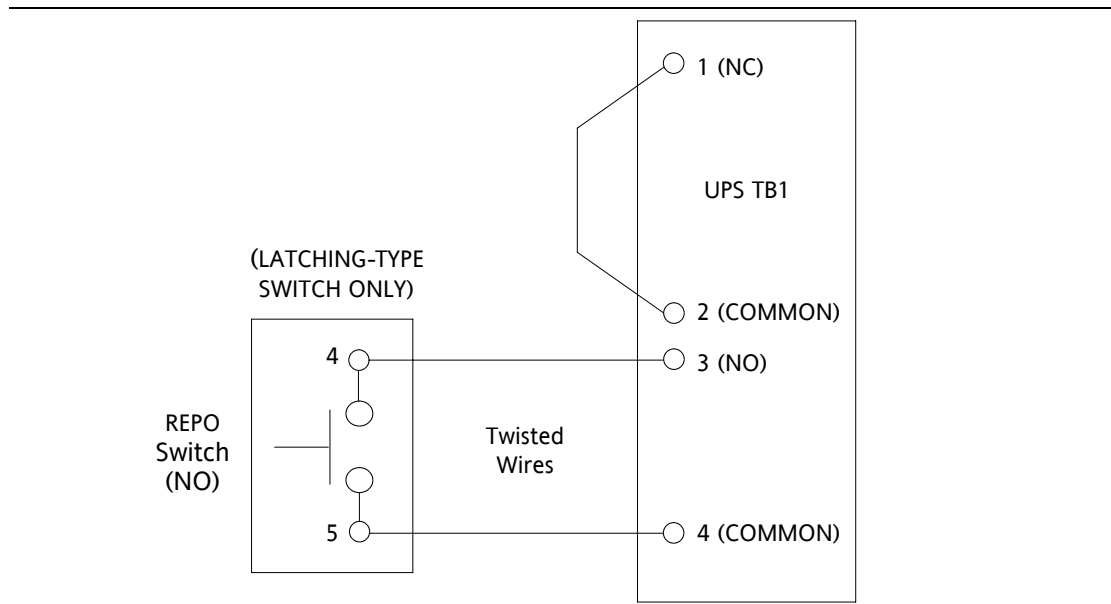 1 (NC)
UPS TB1
(LATCHING-TYPE
SWITCH ONLY)
2 (COMMON)
4
3 (NO)
REPO
Switch
(NO)
Twisted
Wires
5
4 (COMMON)